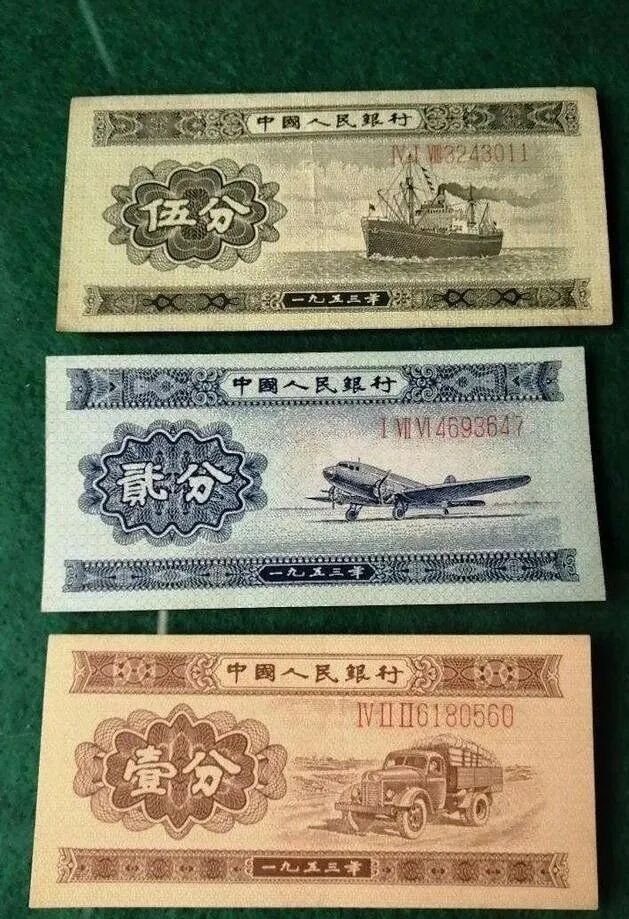 中國人民銀行
IV I VIII 3243011
伍分
一九五三年
中國人民銀行
I VII VI 4693647
貳分
一九五三年
中國人民銀行
IV II II 6180560
壹分
一九五三年